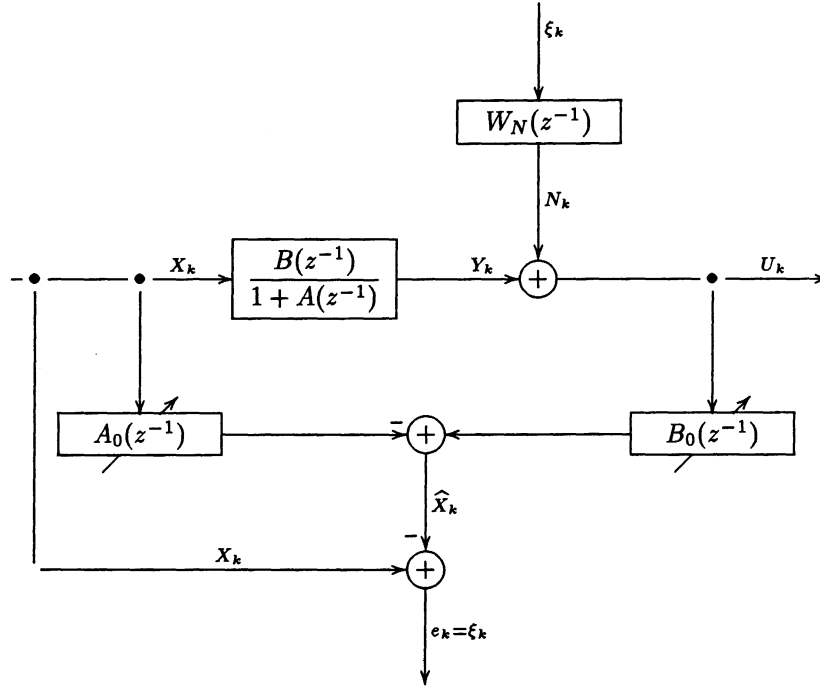 ξ_k
W_N(z^{-1})
N_k
X_k
B(z^{-1})
1 + A(z^{-1})
Y_k
+
U_k
A_0(z^{-1})
−
+
B_0(z^{-1})
X̂_k
−
X_k
+
e_k=ξ_k